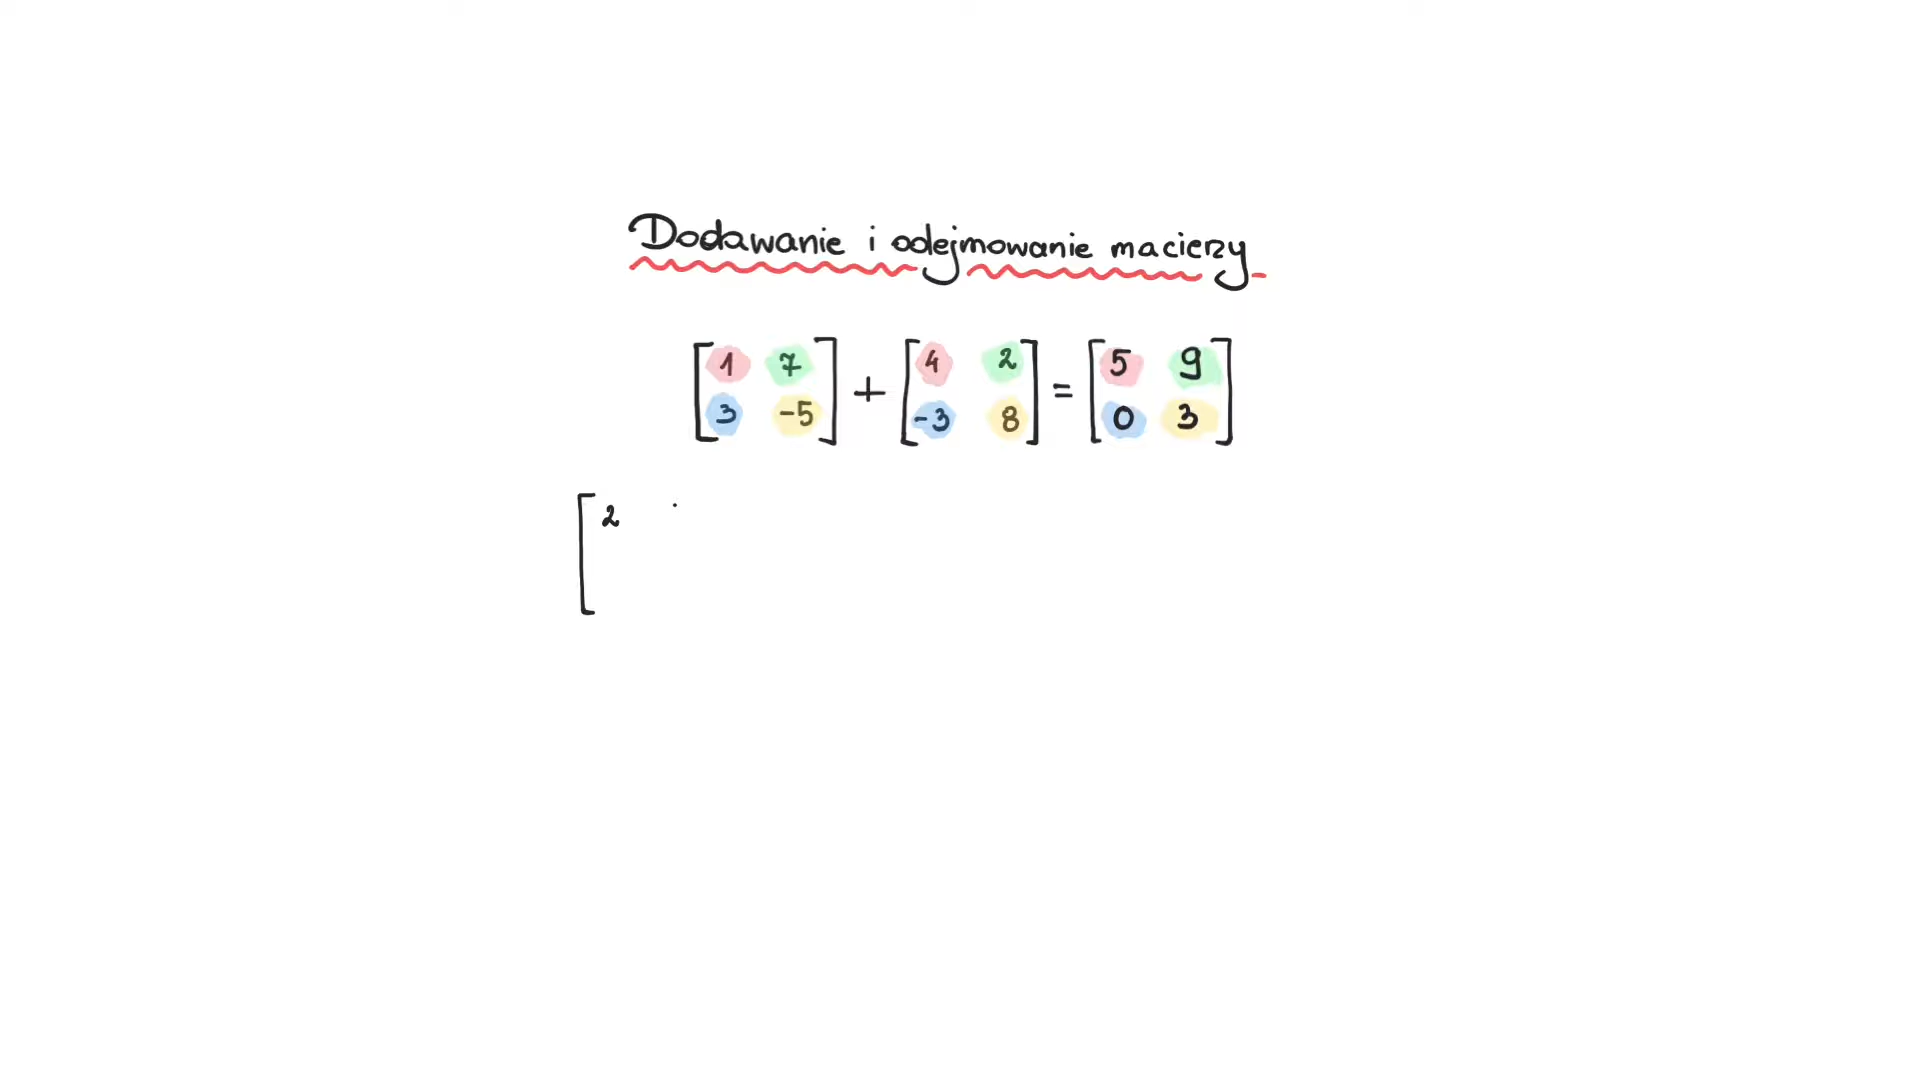 Dodawanie i odejmowanie macierzy
[1 7] + [4 2] = [5 9]
[3 -5] [-3 8] [0 3]
[2